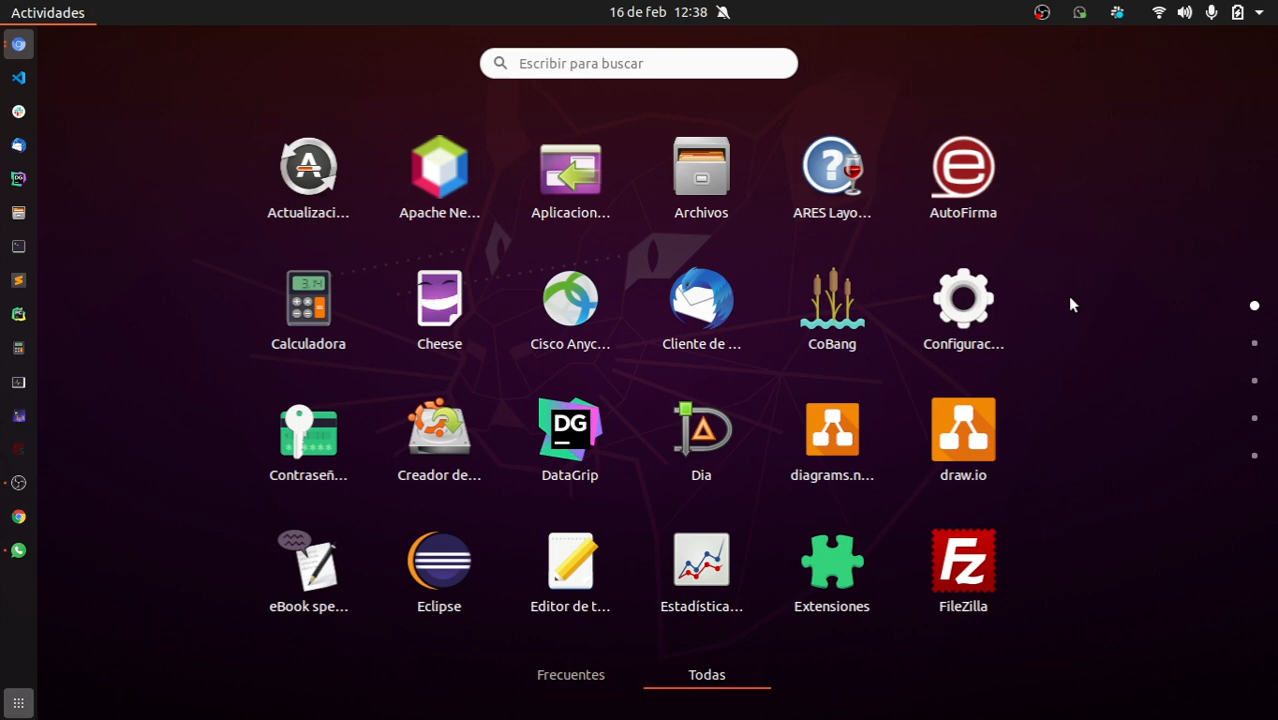 Actividades
16 de feb 12:38
Escribir para buscar
Actualizaci...
Apache Ne...
Aplicacion...
Archivos
ARES Layo...
AutoFirma
Calculadora
Cheese
Cisco Anyc...
Cliente de ...
CoBang
Configurac...
Contraseñ...
Creador de...
DataGrip
Dia
diagrams.n...
draw.io
eBook spe...
Eclipse
Editor de t...
Estadística...
Extensiones
FileZilla
Frecuentes
Todas